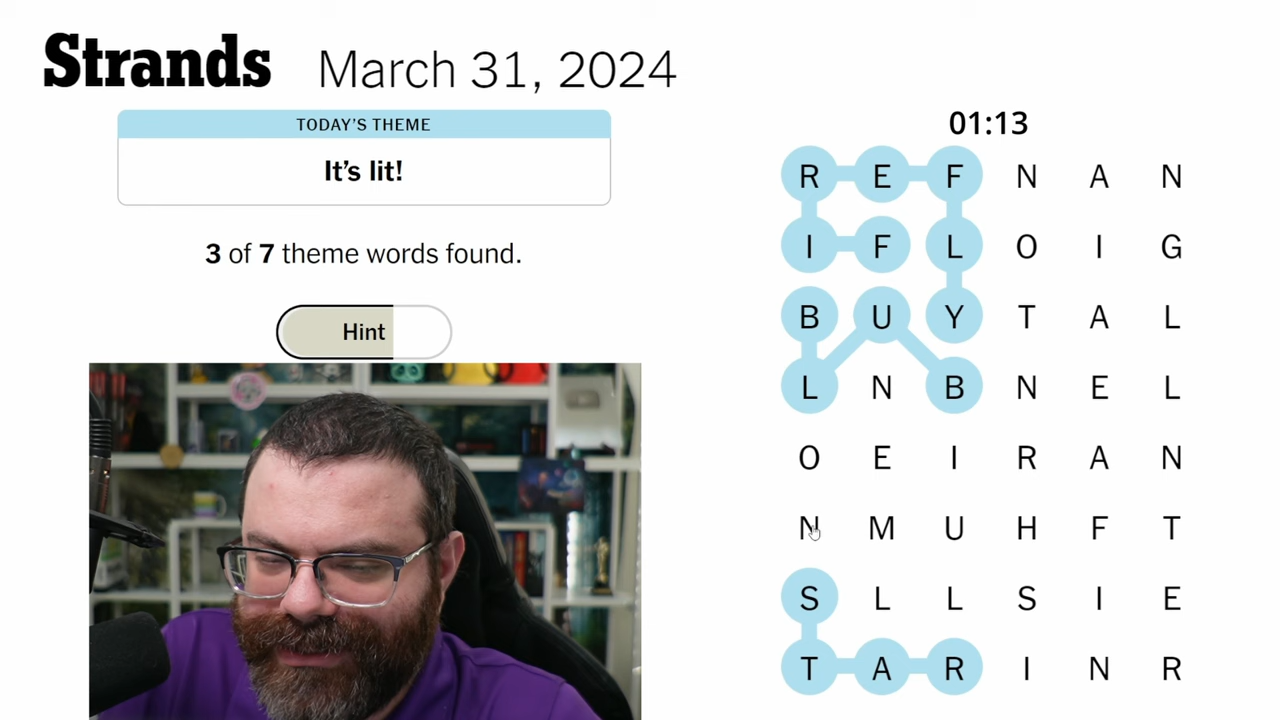 Strands March 31, 2024
TODAY'S THEME
It's lit!
3 of 7 theme words found.
Hint
01:13
R E F N A N
I F L O I G
B U Y T A L
L N B N E L
O E I R A N
N M U H F T
S L L S I E
T A R I N R